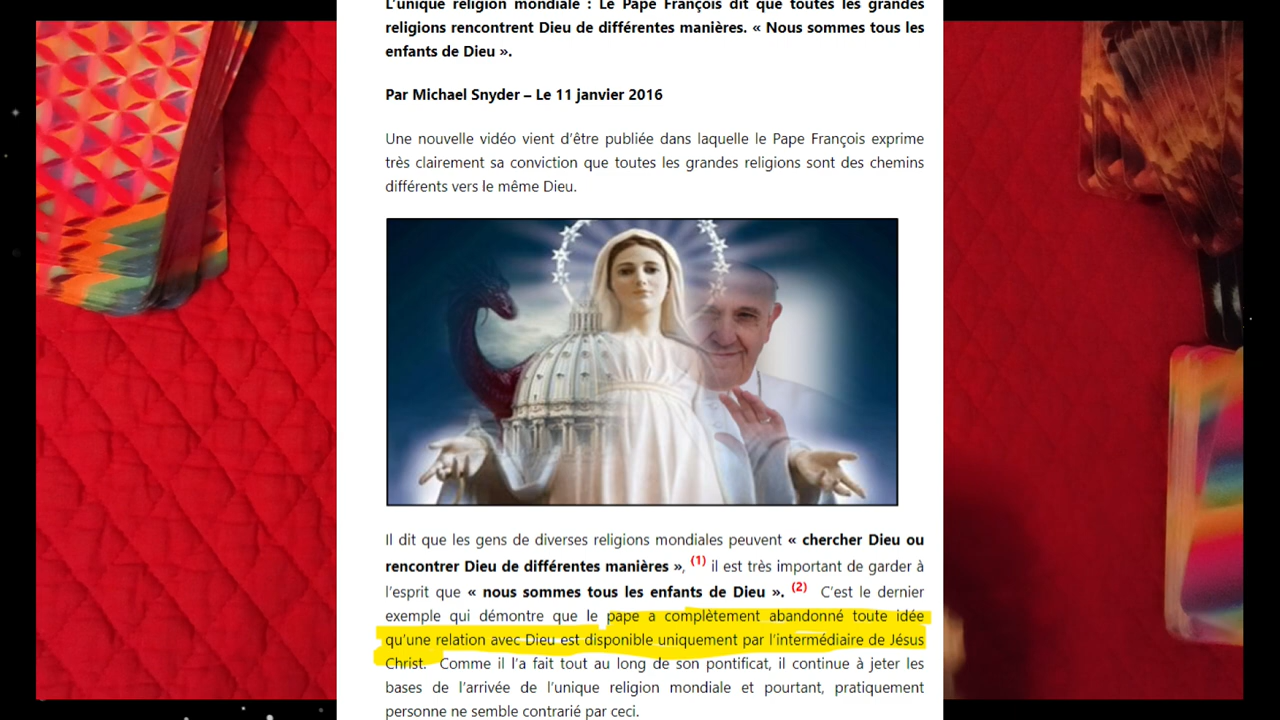 L'unique religion mondiale : Le Pape François dit que toutes les grandes
religions rencontrent Dieu de différentes manières. « Nous sommes tous les
enfants de Dieu ».
Par Michael Snyder – Le 11 janvier 2016
Une nouvelle vidéo vient d'être publiée dans laquelle le Pape François exprime
très clairement sa conviction que toutes les grandes religions sont des chemins
différents vers le même Dieu.
Il dit que les gens de diverses religions mondiales peuvent « chercher Dieu ou
rencontrer Dieu de différentes manières », (1) il est très important de garder à
l'esprit que « nous sommes tous les enfants de Dieu ». (2) C'est le dernier
exemple qui démontre que le pape a complètement abandonné toute idée
qu'une relation avec Dieu est disponible uniquement par l'intermédiaire de Jésus
Christ. Comme il l'a fait tout au long de son pontificat, il continue à jeter les
bases de l'arrivée de l'unique religion mondiale et pourtant, pratiquement
personne ne semble contrarié par ceci.